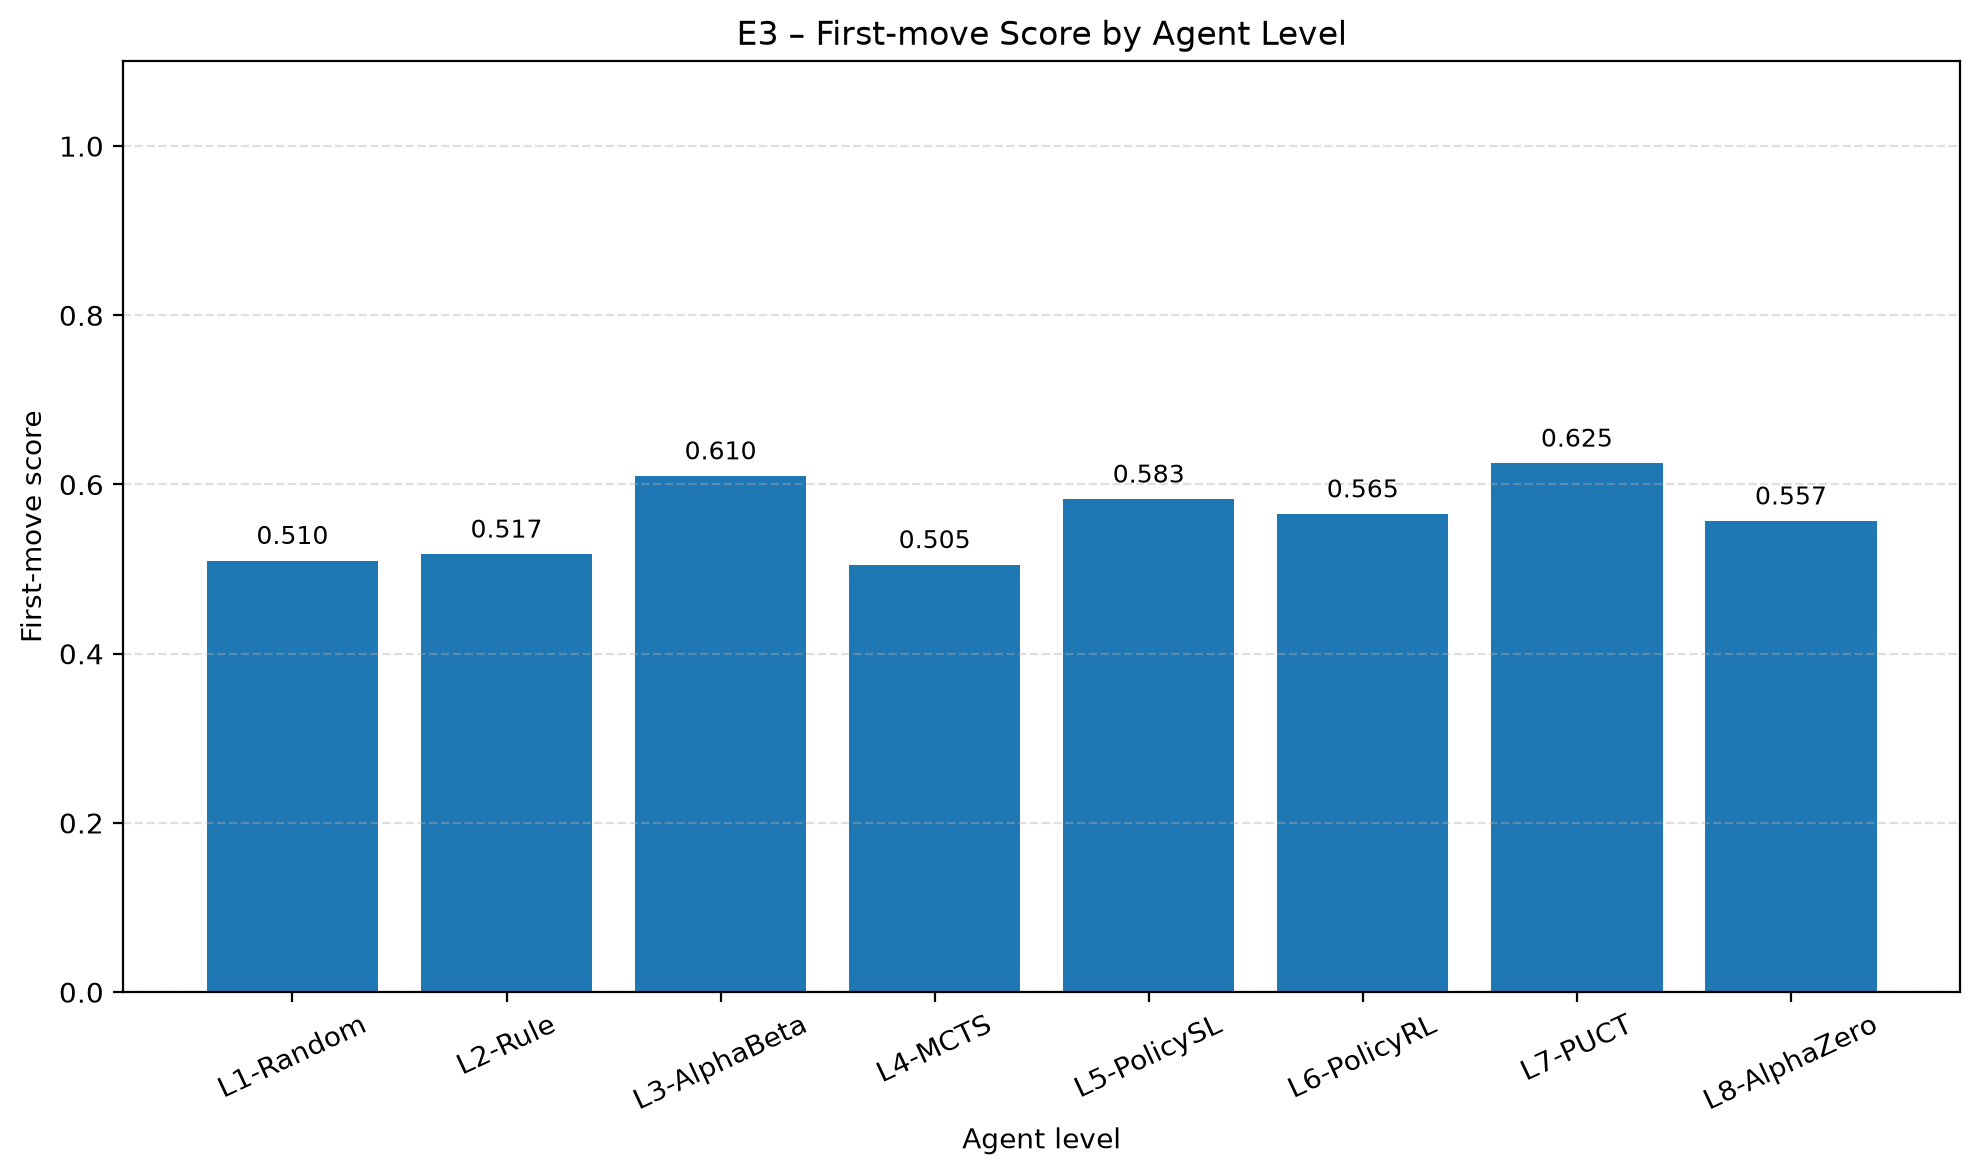 E3 – First-move Score by Agent Level
First-move score
1.0
0.8
0.6
0.4
0.2
0.0
0.510
0.517
0.610
0.505
0.583
0.565
0.625
0.557
L1-Random
L2-Rule
L3-AlphaBeta
L4-MCTS
L5-PolicySL
L6-PolicyRL
L7-PUCT
L8-AlphaZero
Agent level